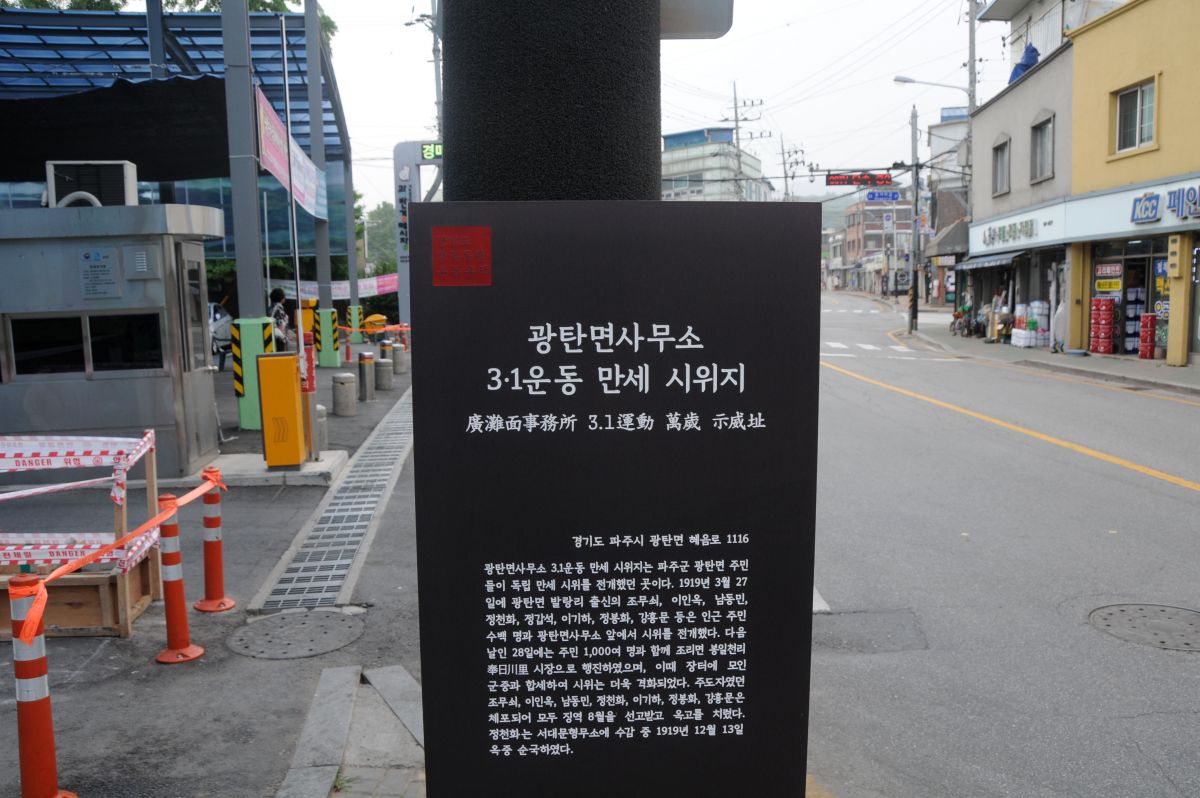 광탄면사무소
3·1운동 만세 시위지
廣灘面事務所 3.1運動 萬歲 示威址
경기도 파주시 광탄면 혜음로 1116
광탄면사무소 3.1운동 만세 시위지는 파주군 광탄면 주민
들이 독립 만세 시위를 전개했던 곳이다. 1919년 3월 27
일에 광탄면 발랑리 출신의 조무쇠, 이인옥, 남동민,
정천화, 정갑석, 이기하, 정봉화, 강흥문 등은 인근 주민
수백 명과 광탄면사무소 앞에서 시위를 전개했다. 다음
날인 28일에는 주민 1,000여 명과 함께 조리면 봉일천리
奉日川里 시장으로 행진하였으며, 이때 장터에 모인
군중과 합세하여 시위는 더욱 격화되었다. 주도자였던
조무쇠, 이인옥, 남동민, 정천화, 이기하, 정봉화, 강흥문은
체포되어 모두 징역 8월을 선고받고 옥고를 치렀다.
정천화는 서대문형무소에 수감 중 1919년 12월 13일
옥중 순국하였다.
DANGER 위험
DANGER
KCC 페인